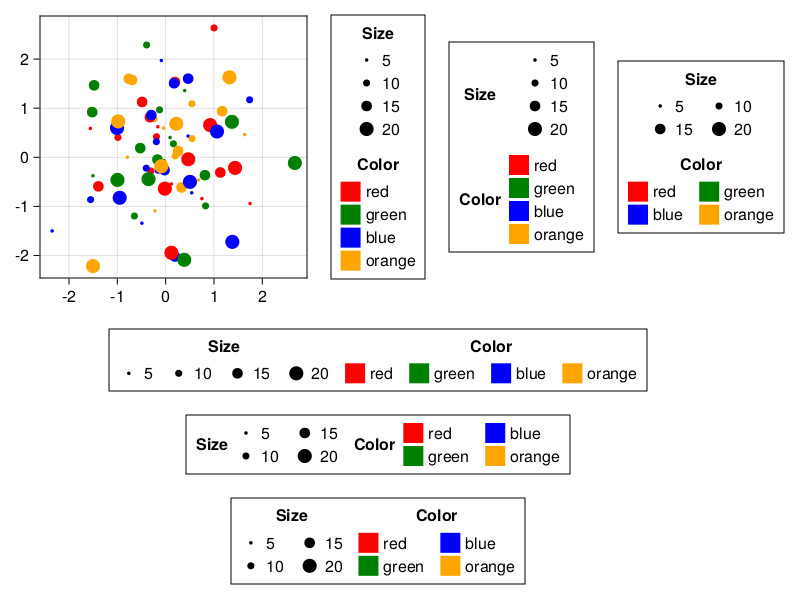 2
1
0
-1
-2
-2 -1 0 1 2
Size
5
10
15
20
Color
red
green
blue
orange
Size
5
10
15
20
Color
red
green
blue
orange
Size
5 10
15 20
Color
red green
blue orange
Size Color
5 10 15 20 red green blue orange
Size 5 15 Color red blue
10 20 green orange
Size Color
5 15 red blue
10 20 green orange